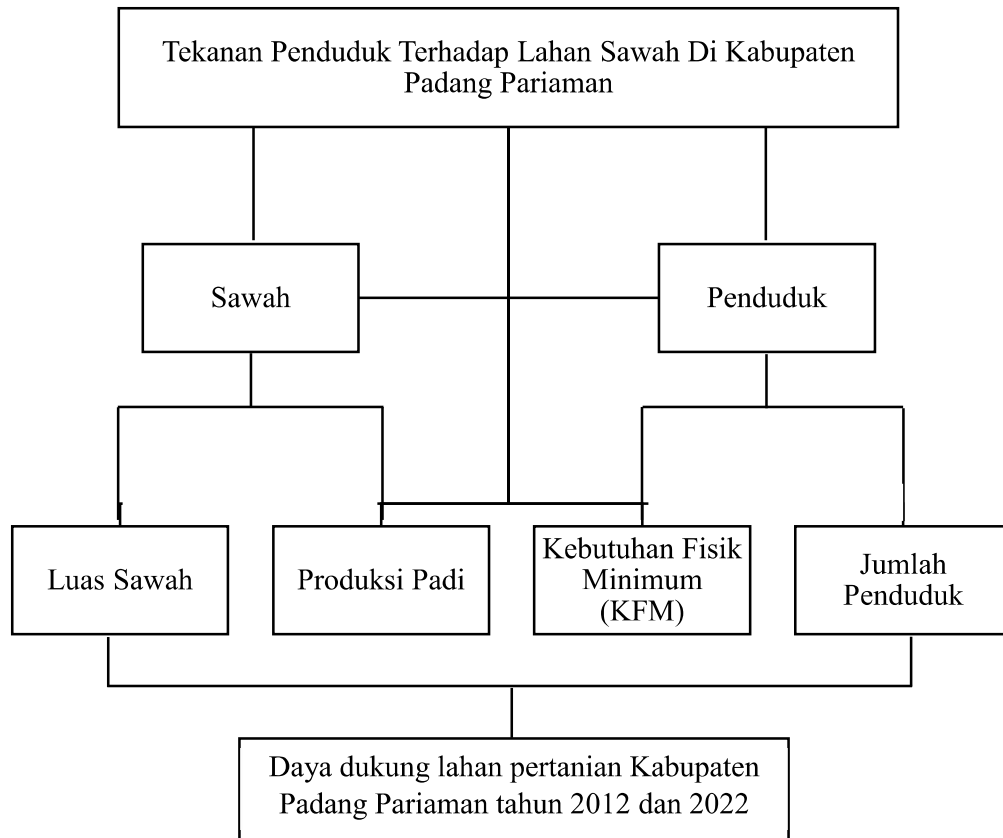 Tekanan Penduduk Terhadap Lahan Sawah Di Kabupaten
Padang Pariaman
Sawah
Penduduk
Luas Sawah
Produksi Padi
Kebutuhan Fisik
Minimum
(KFM)
Jumlah
Penduduk
Daya dukung lahan pertanian Kabupaten
Padang Pariaman tahun 2012 dan 2022